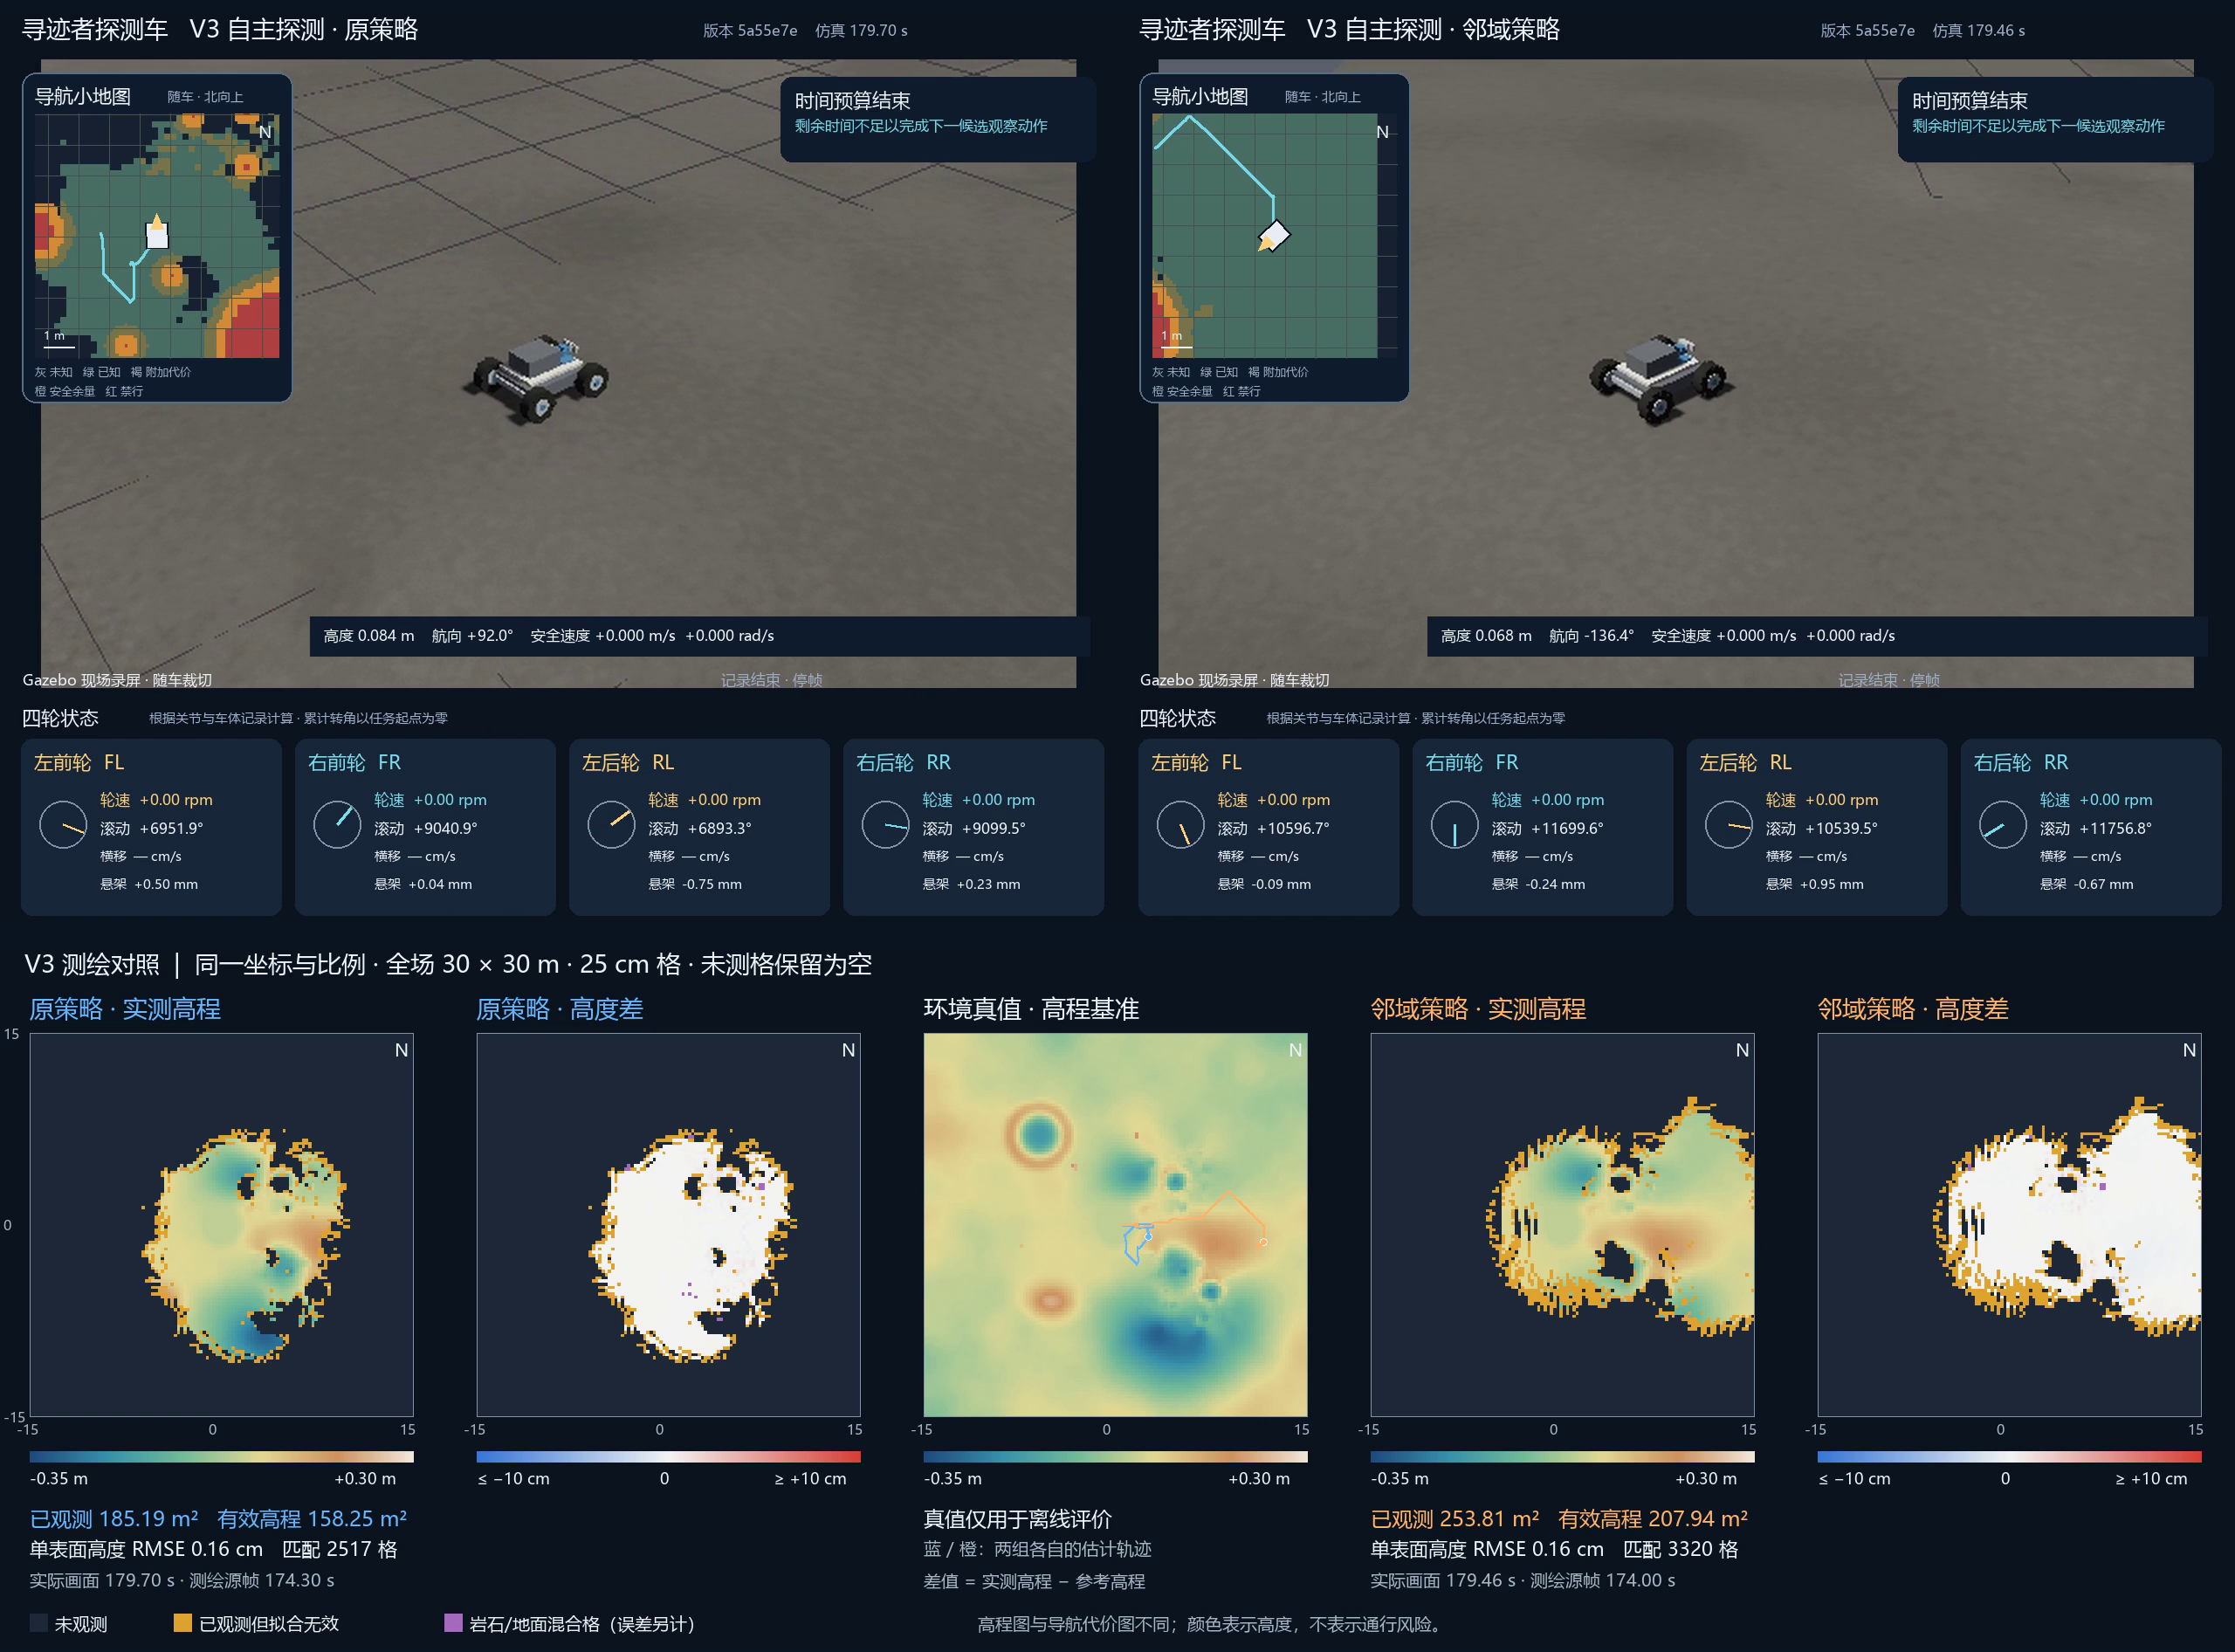 寻迹者探测车 V3 自主探测 · 原策略 版本 5a55e7e 仿真 179.70 s
导航小地图 随车 · 北向上
N
1 m
灰 未知 绿 已知 褐 附加代价
橙 安全余量 红 禁行
时间预算结束
剩余时间不足以完成下一候选观察动作
高度 0.084 m 航向 +92.0° 安全速度 +0.000 m/s +0.000 rad/s
Gazebo 现场录屏 · 随车裁切 记录结束 · 停帧
四轮状态 根据关节与车体记录计算 · 累计转角以任务起点为零
左前轮 FL
轮速 +0.00 rpm
滚动 +6951.9°
横移 — cm/s
悬架 +0.50 mm
右前轮 FR
轮速 +0.00 rpm
滚动 +9040.9°
横移 — cm/s
悬架 +0.04 mm
左后轮 RL
轮速 +0.00 rpm
滚动 +6893.3°
横移 — cm/s
悬架 -0.75 mm
右后轮 RR
轮速 +0.00 rpm
滚动 +9099.5°
横移 — cm/s
悬架 +0.23 mm
寻迹者探测车 V3 自主探测 · 邻域策略 版本 5a55e7e 仿真 179.46 s
导航小地图 随车 · 北向上
N
1 m
灰 未知 绿 已知 褐 附加代价
橙 安全余量 红 禁行
时间预算结束
剩余时间不足以完成下一候选观察动作
高度 0.068 m 航向 -136.4° 安全速度 +0.000 m/s +0.000 rad/s
Gazebo 现场录屏 · 随车裁切 记录结束 · 停帧
四轮状态 根据关节与车体记录计算 · 累计转角以任务起点为零
左前轮 FL
轮速 +0.00 rpm
滚动 +10596.7°
横移 — cm/s
悬架 -0.09 mm
右前轮 FR
轮速 +0.00 rpm
滚动 +11699.6°
横移 — cm/s
悬架 -0.24 mm
左后轮 RL
轮速 +0.00 rpm
滚动 +10539.5°
横移 — cm/s
悬架 +0.95 mm
右后轮 RR
轮速 +0.00 rpm
滚动 +11756.8°
横移 — cm/s
悬架 -0.67 mm
V3 测绘对照 | 同一坐标与比例 · 全场 30 × 30 m · 25 cm 格 · 未测格保留为空
原策略 · 实测高程
N
15
0
-15
-15 0 15
-0.35 m +0.30 m
已观测 185.19 m² 有效高程 158.25 m²
单表面高度 RMSE 0.16 cm 匹配 2517 格
实际画面 179.70 s · 测绘源帧 174.30 s
原策略 · 高度差
N
-15 0 15
≤ −10 cm 0 ≥ +10 cm
环境真值 · 高程基准
N
-15 0 15
-0.35 m +0.30 m
真值仅用于离线评价
蓝 / 橙：两组各自的估计轨迹
差值 = 实测高程 − 参考高程
邻域策略 · 实测高程
N
-15 0 15
-0.35 m +0.30 m
已观测 253.81 m² 有效高程 207.94 m²
单表面高度 RMSE 0.16 cm 匹配 3320 格
实际画面 179.46 s · 测绘源帧 174.00 s
邻域策略 · 高度差
N
-15 0 15
≤ −10 cm 0 ≥ +10 cm
未观测 已观测但拟合无效 岩石/地面混合格（误差另计） 高程图与导航代价图不同；颜色表示高度，不表示通行风险。